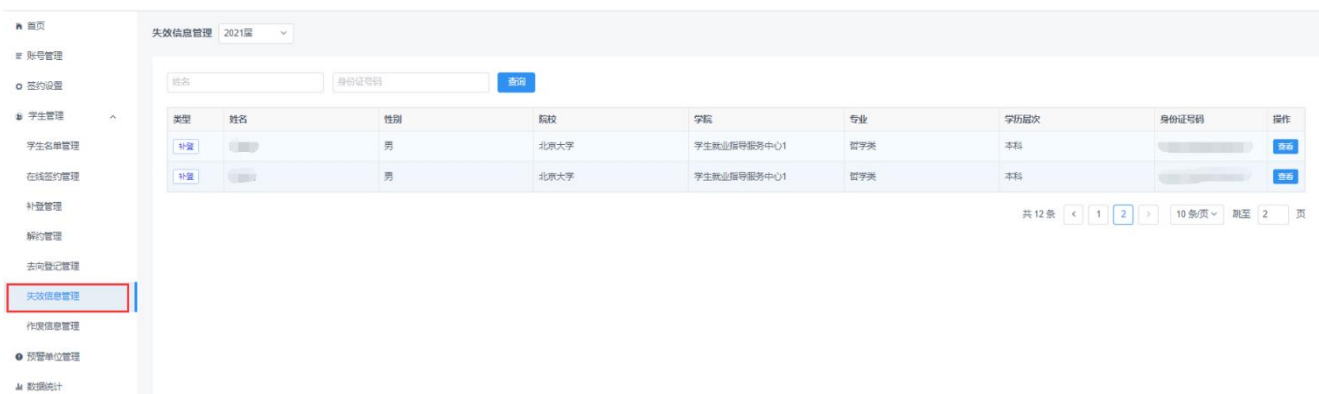 首页
账号管理
签约设置
学生管理
学生名单管理
在线签约管理
补登管理
解约管理
去向登记管理
失效信息管理
作废信息管理
预警单位管理
数据统计
失效信息管理 2021届
姓名 身份证号码 查询
类型 姓名 性别 院校 学院 专业 学历层次 身份证号码 操作
补登 男 北京大学 学生就业指导服务中心1 哲学类 本科 查看
补登 男 北京大学 学生就业指导服务中心1 哲学类 本科 查看
共 12 条 < 1 2 > 10 条/页 跳至 2 页